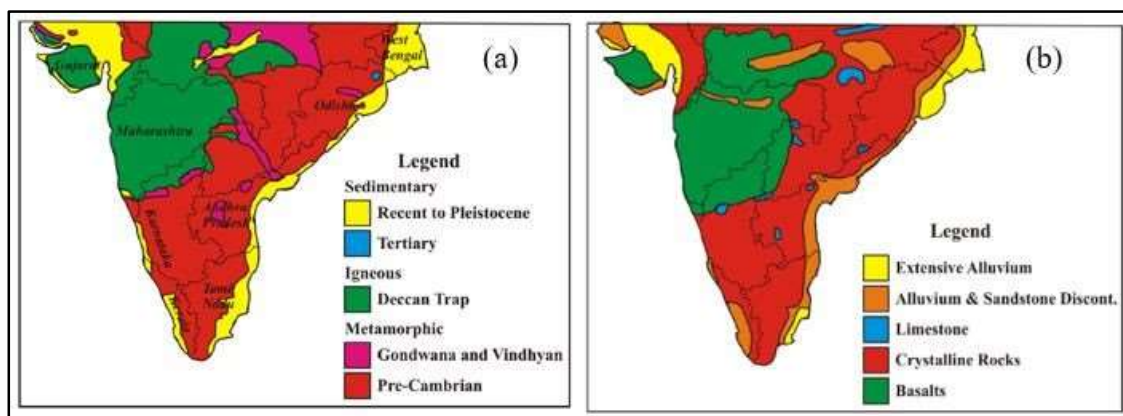 (a)
West
Bengal
Gujarat
Odisha
Maharashtra
Legend
Sedimentary
Recent to Pleistocene
Tertiary
Igneous
Deccan Trap
Metamorphic
Gondwana and Vindhyan
Pre-Cambrian
Andhra
Pradesh
Karnataka
Tamil
Nadu
(b)
Legend
Extensive Alluvium
Alluvium & Sandstone Discont.
Limestone
Crystalline Rocks
Basalts